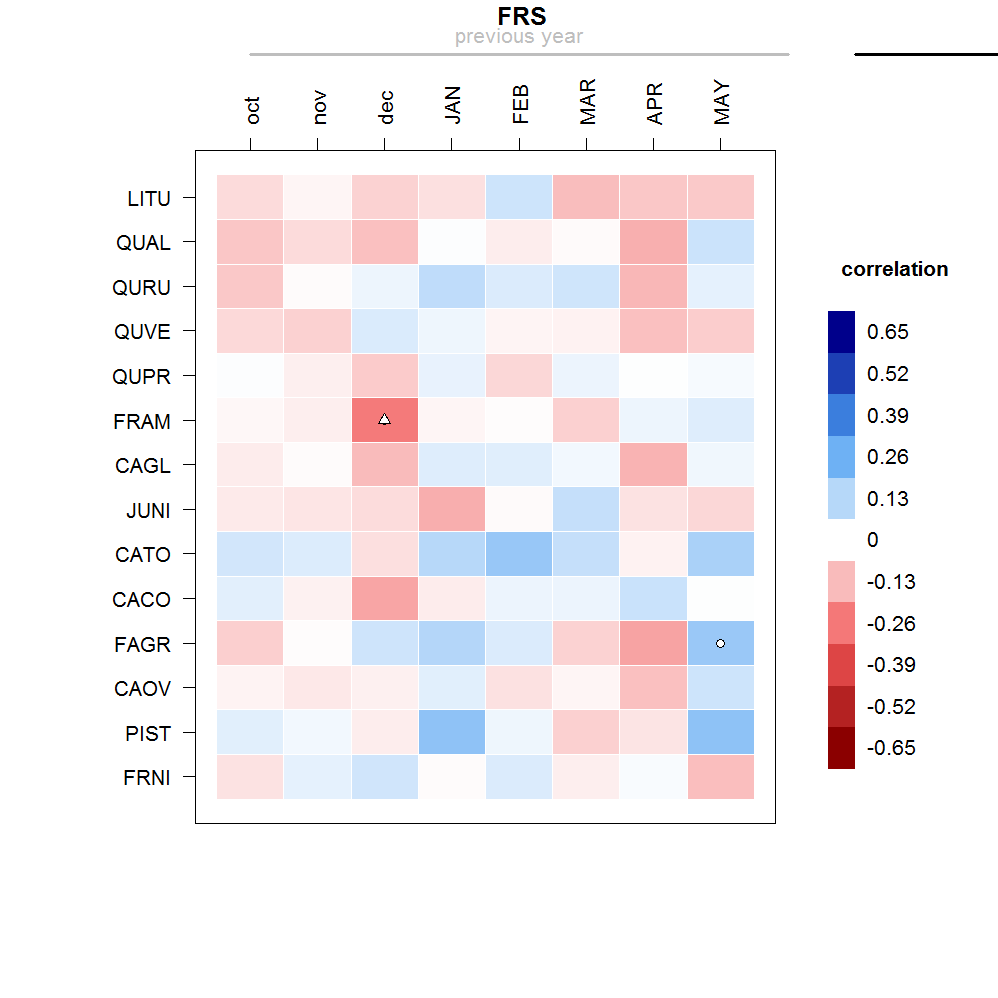 FRS
previous year
oct nov dec JAN FEB MAR APR MAY
LITU
QUAL
QURU
QUVE
QUPR
FRAM
CAGL
JUNI
CATO
CACO
FAGR
CAOV
PIST
FRNI
correlation
0.65
0.52
0.39
0.26
0.13
0
-0.13
-0.26
-0.39
-0.52
-0.65